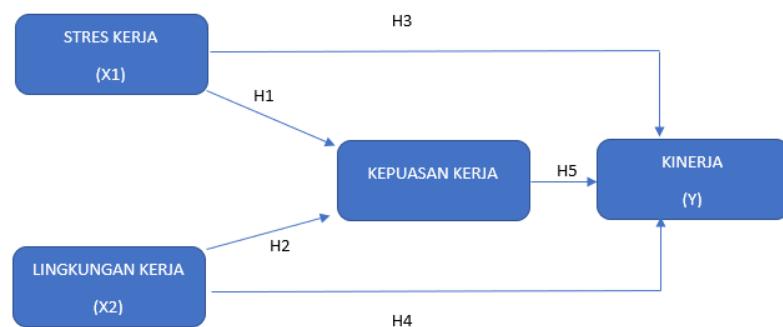 H3
STRES KERJA
(X1)
H1
KEPUASAN KERJA
H5
KINERJA
(Y)
H2
LINGKUNGAN KERJA
(X2)
H4